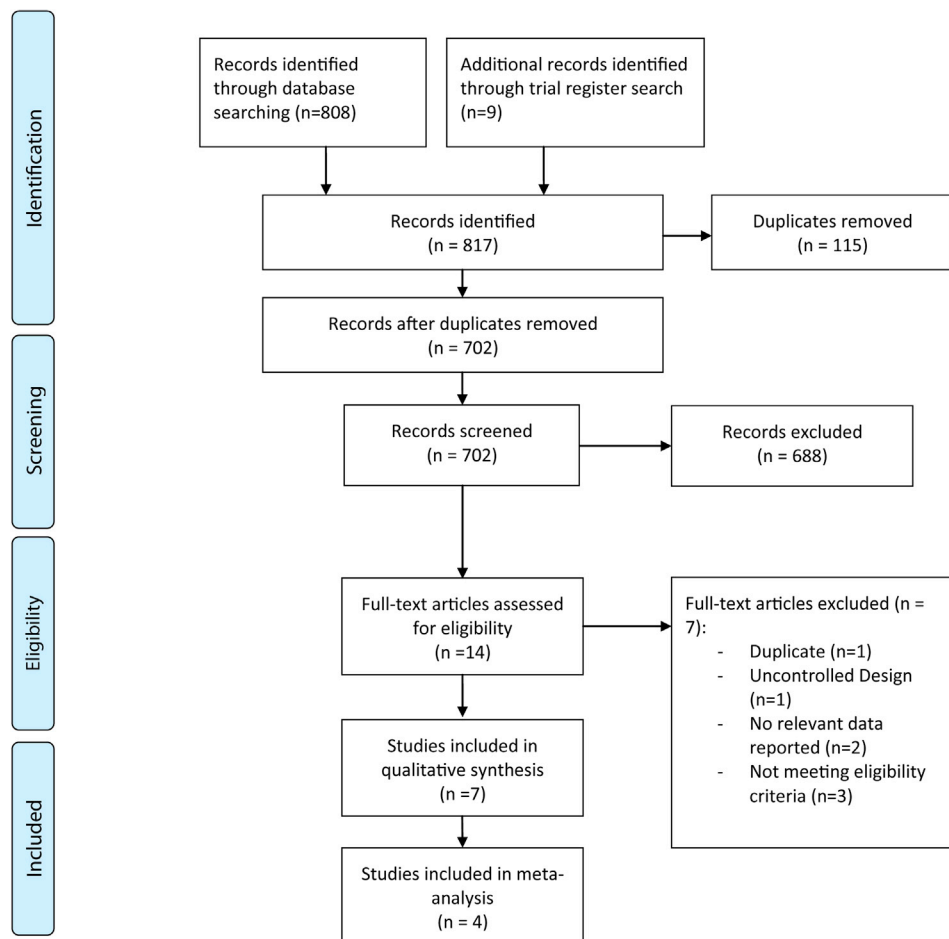 Identification
Records identified
through database
searching (n=808)
Additional records identified
through trial register search
(n=9)
Records identified
(n = 817)
Duplicates removed
(n = 115)
Records after duplicates removed
(n = 702)
Screening
Records screened
(n = 702)
Records excluded
(n = 688)
Eligibility
Full-text articles assessed
for eligibility
(n =14)
Full-text articles excluded (n =
7):
- Duplicate (n=1)
- Uncontrolled Design
(n=1)
- No relevant data
reported (n=2)
- Not meeting eligibility
criteria (n=3)
Included
Studies included in
qualitative synthesis
(n =7)
Studies included in meta-
analysis
(n = 4)